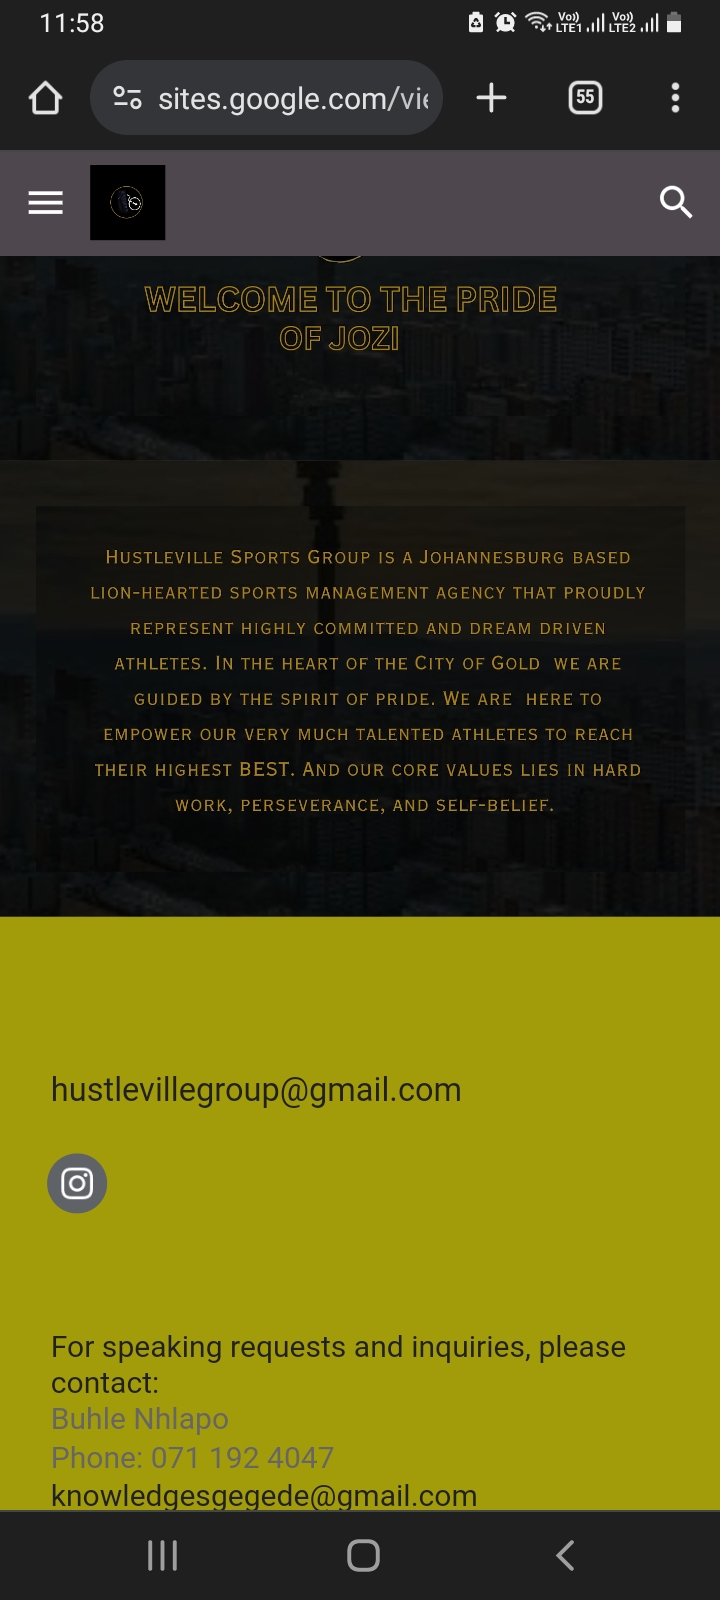 11:58
Vo)) LTE1 Vo)) LTE2
sites.google.com/vie
55
WELCOME TO THE PRIDE
OF JOZI
Hustleville Sports Group is a Johannesburg based
lion-hearted sports management agency that proudly
represent highly committed and dream driven
athletes. In the heart of the City of Gold we are
guided by the spirit of pride. We are here to
empower our very much talented athletes to reach
their highest BEST. And our core values lies in hard
work, perseverance, and self-belief.
hustlevillegroup@gmail.com
For speaking requests and inquiries, please
contact:
Buhle Nhlapo
Phone: 071 192 4047
knowledgesgegede@gmail.com